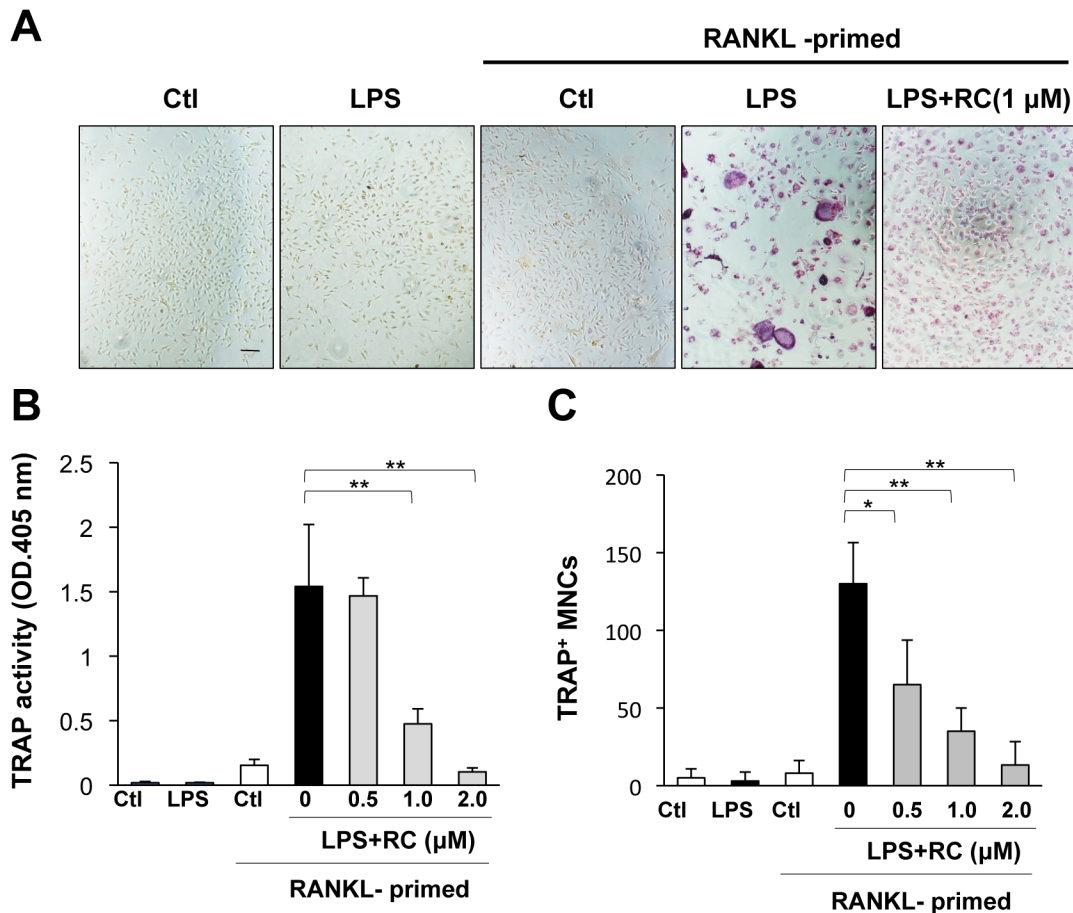 A
RANKL -primed
Ctl LPS Ctl LPS LPS+RC(1 µM)
B
TRAP activity (OD.405 nm)
2.5
2
1.5
1
0.5
0
**
**
Ctl LPS Ctl 0 0.5 1.0 2.0
LPS+RC (µM)
RANKL- primed
C
TRAP⁺ MNCs
200
150
100
50
0
**
**
*
Ctl LPS Ctl 0 0.5 1.0 2.0
LPS+RC (µM)
RANKL- primed